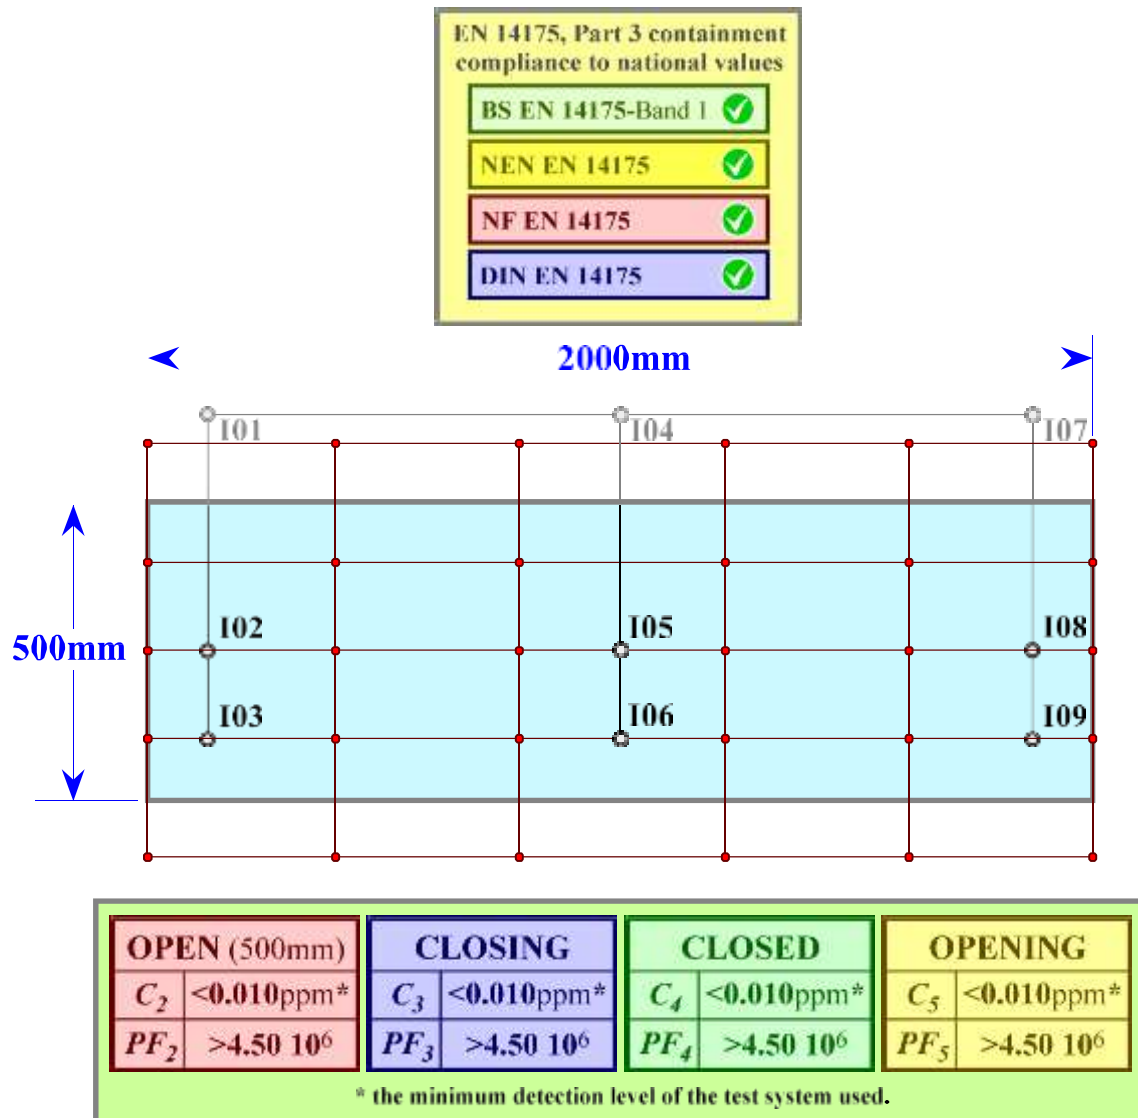 EN 14175, Part 3 containment
compliance to national values
BS EN 14175-Band 1
NEN EN 14175
NF EN 14175
DIN EN 14175
2000mm
I01 I04 I07
500mm
I02 I05 I08
I03 I06 I09
OPEN (500mm) CLOSING CLOSED OPENING
C₂ <0.010ppm* C₃ <0.010ppm* C₄ <0.010ppm* C₅ <0.010ppm*
PF₂ >4.50 10⁶ PF₃ >4.50 10⁶ PF₄ >4.50 10⁶ PF₅ >4.50 10⁶
* the minimum detection level of the test system used.